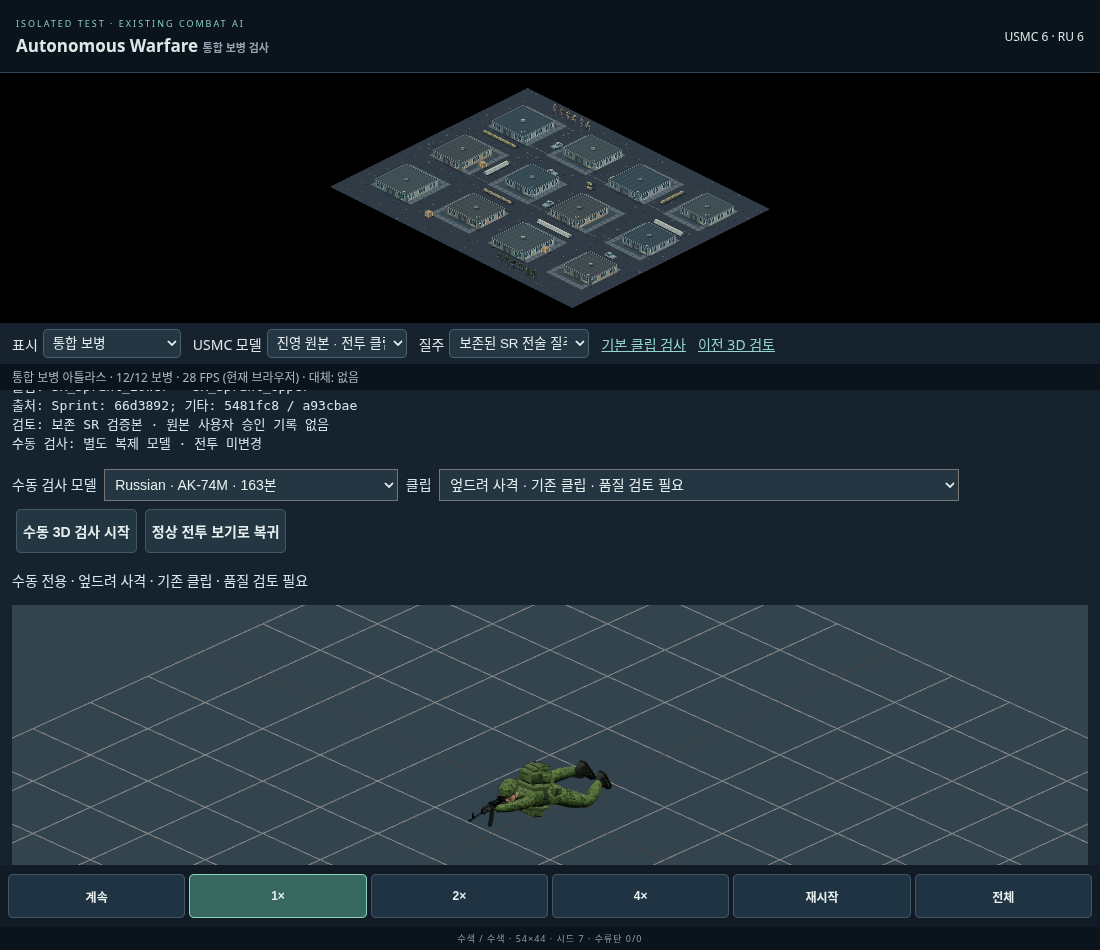 ISOLATED TEST · EXISTING COMBAT AI
Autonomous Warfare 통합 보병 검사
USMC 6 · RU 6
표시 통합 보병 USMC 모델 진영 원본 · 전투 클립 질주 보존된 SR 전술 질주 기본 클립 검사 이전 3D 검토
통합 보병 아틀라스 · 12/12 보병 · 28 FPS (현재 브라우저) · 대체: 없음
출처: Sprint: 66d3892; 기타: 5481fc8 / a93cbae
검토: 보존 SR 검증본 · 원본 사용자 승인 기록 없음
수동 검사: 별도 복제 모델 · 전투 미변경
수동 검사 모델 Russian · AK-74M · 163본 클립 엎드려 사격 · 기존 클립 · 품질 검토 필요
수동 3D 검사 시작 정상 전투 보기로 복귀
수동 전용 · 엎드려 사격 · 기존 클립 · 품질 검토 필요
계속 1× 2× 4× 재시작 전체
수색 / 수색 · 54×44 · 시드 7 · 수류탄 0/0